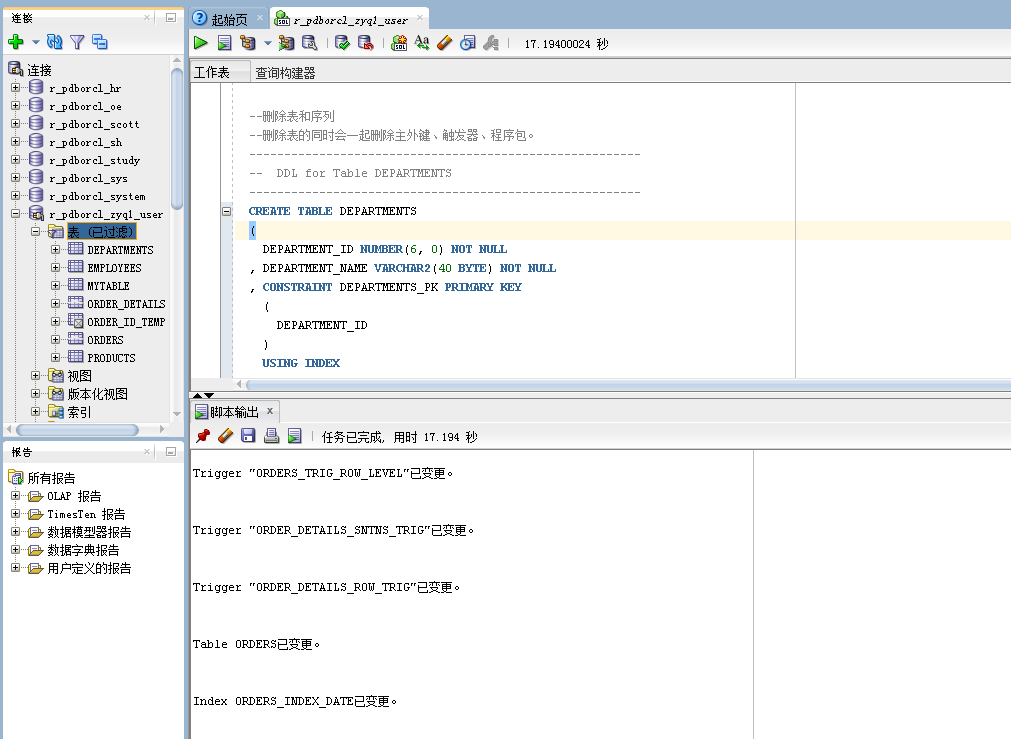 连接
连接
r_pdborcl_hr
r_pdborcl_oe
r_pdborcl_scott
r_pdborcl_sh
r_pdborcl_study
r_pdborcl_sys
r_pdborcl_system
r_pdborcl_zyq1_user
表 (已过滤)
DEPARTMENTS
EMPLOYEES
MYTABLE
ORDER_DETAILS
ORDER_ID_TEMP
ORDERS
PRODUCTS
视图
版本化视图
索引
报告
所有报告
OLAP 报告
TimesTen 报告
数据模型器报告
数据字典报告
用户定义的报告
起始页
r_pdborcl_zyq1_user
17.19400024 秒
工作表 查询构建器
--删除表和序列
--删除表的同时会一起删除主外键、触发器、程序包。
--------------------------------------------------------
--  DDL for Table DEPARTMENTS
--------------------------------------------------------
CREATE TABLE DEPARTMENTS
(
DEPARTMENT_ID NUMBER(6, 0) NOT NULL
, DEPARTMENT_NAME VARCHAR2(40 BYTE) NOT NULL
, CONSTRAINT DEPARTMENTS_PK PRIMARY KEY
(
DEPARTMENT_ID
)
USING INDEX
脚本输出
任务已完成, 用时 17.194 秒
Trigger "ORDERS_TRIG_ROW_LEVEL"已变更。
Trigger "ORDER_DETAILS_SNTNS_TRIG"已变更。
Trigger "ORDER_DETAILS_ROW_TRIG"已变更。
Table ORDERS已变更。
Index ORDERS_INDEX_DATE已变更。